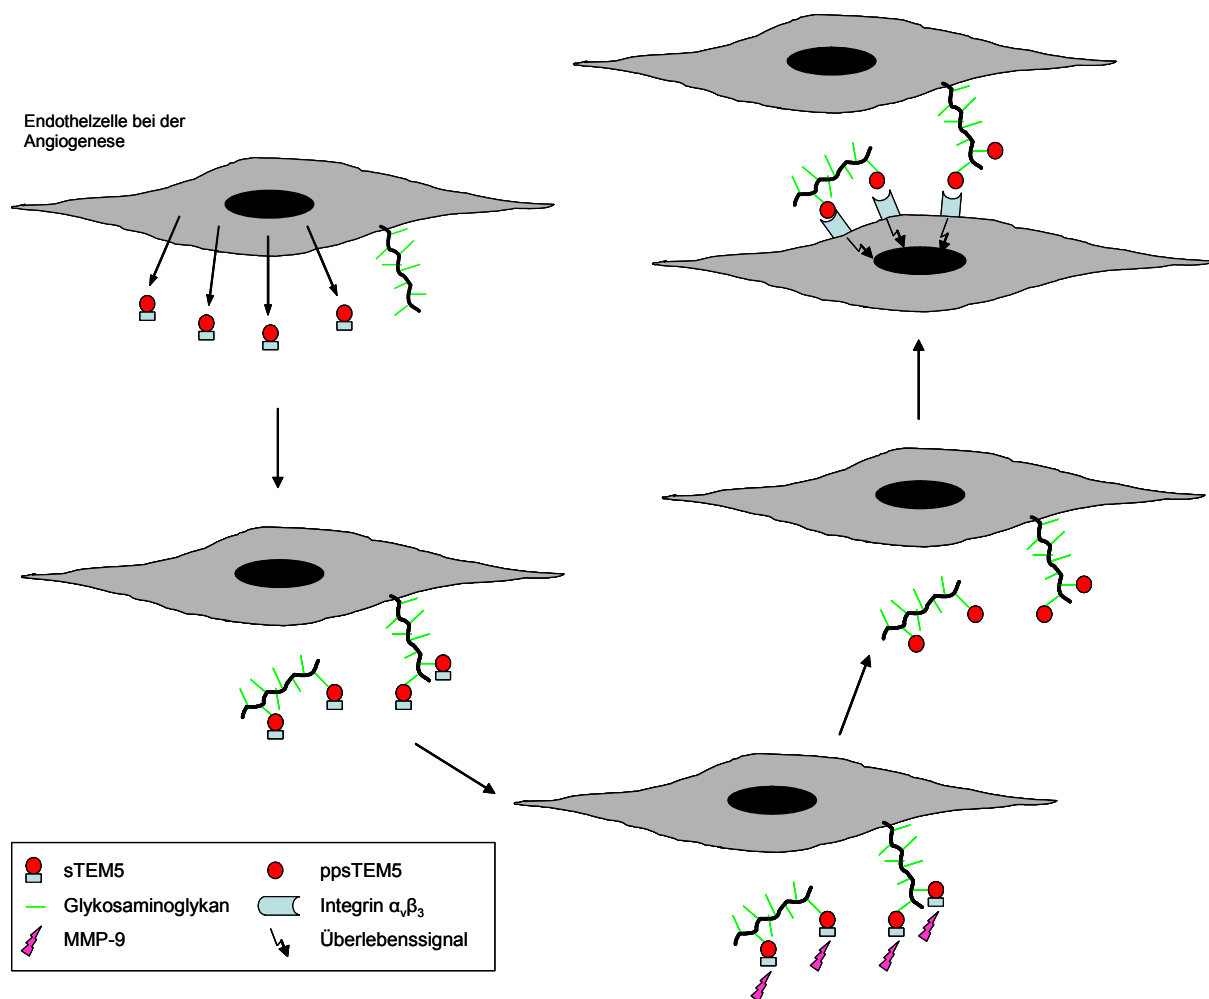 Endothelzelle bei der
Angiogenese
sTEM5
ppsTEM5
Glykosaminoglykan
Integrin αvβ3
MMP-9
Überlebenssignal